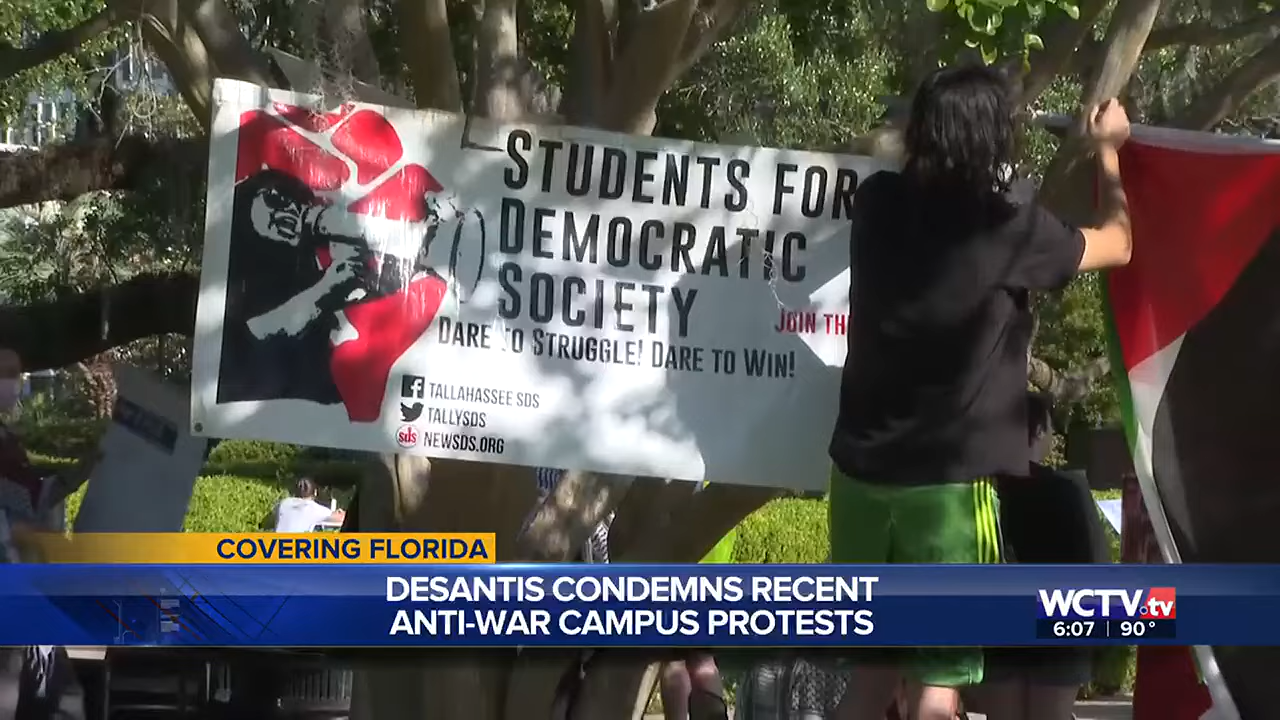 STUDENTS FOR
DEMOCRATIC
SOCIETY
JOIN TH
DARE TO STRUGGLE! DARE TO WIN!
TALLAHASSEE SDS
TALLYSDS
sds NEWSDS.ORG
COVERING FLORIDA
DESANTIS CONDEMNS RECENT
ANTI-WAR CAMPUS PROTESTS
WCTV.tv
6:07 | 90°